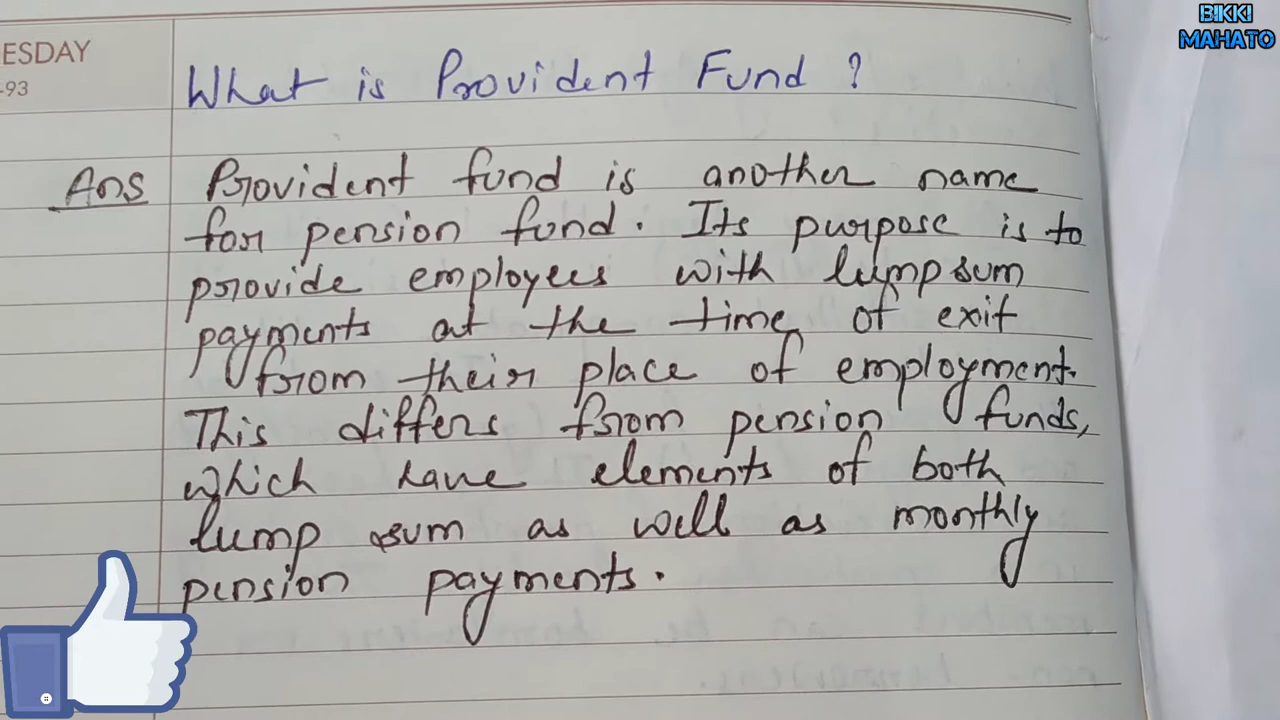 BIKKI
MAHATO
ESDAY
-93
What is Provident Fund ?
Ans Provident fund is another name
for pension fund. Its purpose is to
provide employees with lump sum
payments at the time of exit
from their place of employment.
This differs from pension funds,
which have elements of both
lump sum as well as monthly
pension payments.